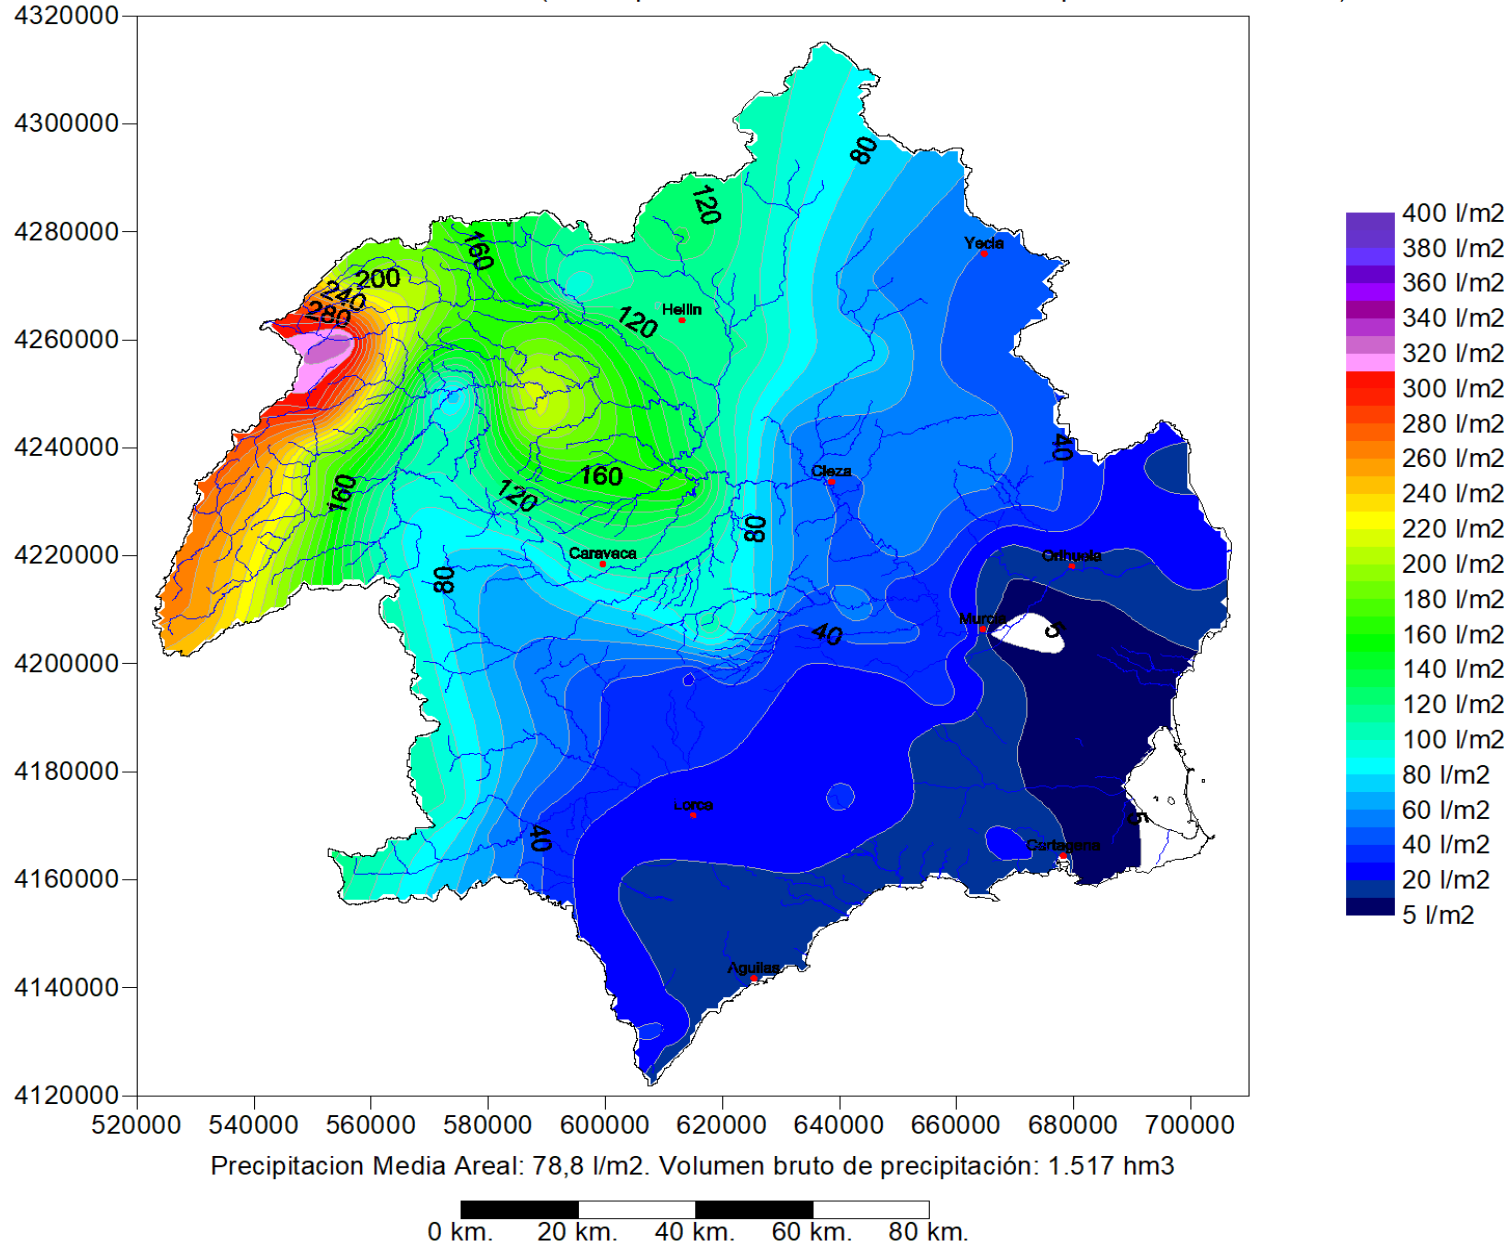 4320000
4300000
4280000
4260000
4240000
4220000
4200000
4180000
4160000
4140000
4120000
520000 540000 560000 580000 600000 620000 640000 660000 680000 700000
80
120
160
200
240
280
Yecla
Hellin
120
40
160
160
120
Cieza
80
Caravaca
Orihuela
80
Murcia
5
40
Lorca
5
40
Cartagena
Aguilas
400 l/m2
380 l/m2
360 l/m2
340 l/m2
320 l/m2
300 l/m2
280 l/m2
260 l/m2
240 l/m2
220 l/m2
200 l/m2
180 l/m2
160 l/m2
140 l/m2
120 l/m2
100 l/m2
80 l/m2
60 l/m2
40 l/m2
20 l/m2
5 l/m2
Precipitacion Media Areal: 78,8 l/m2. Volumen bruto de precipitación: 1.517 hm3
0 km. 20 km. 40 km. 60 km. 80 km.